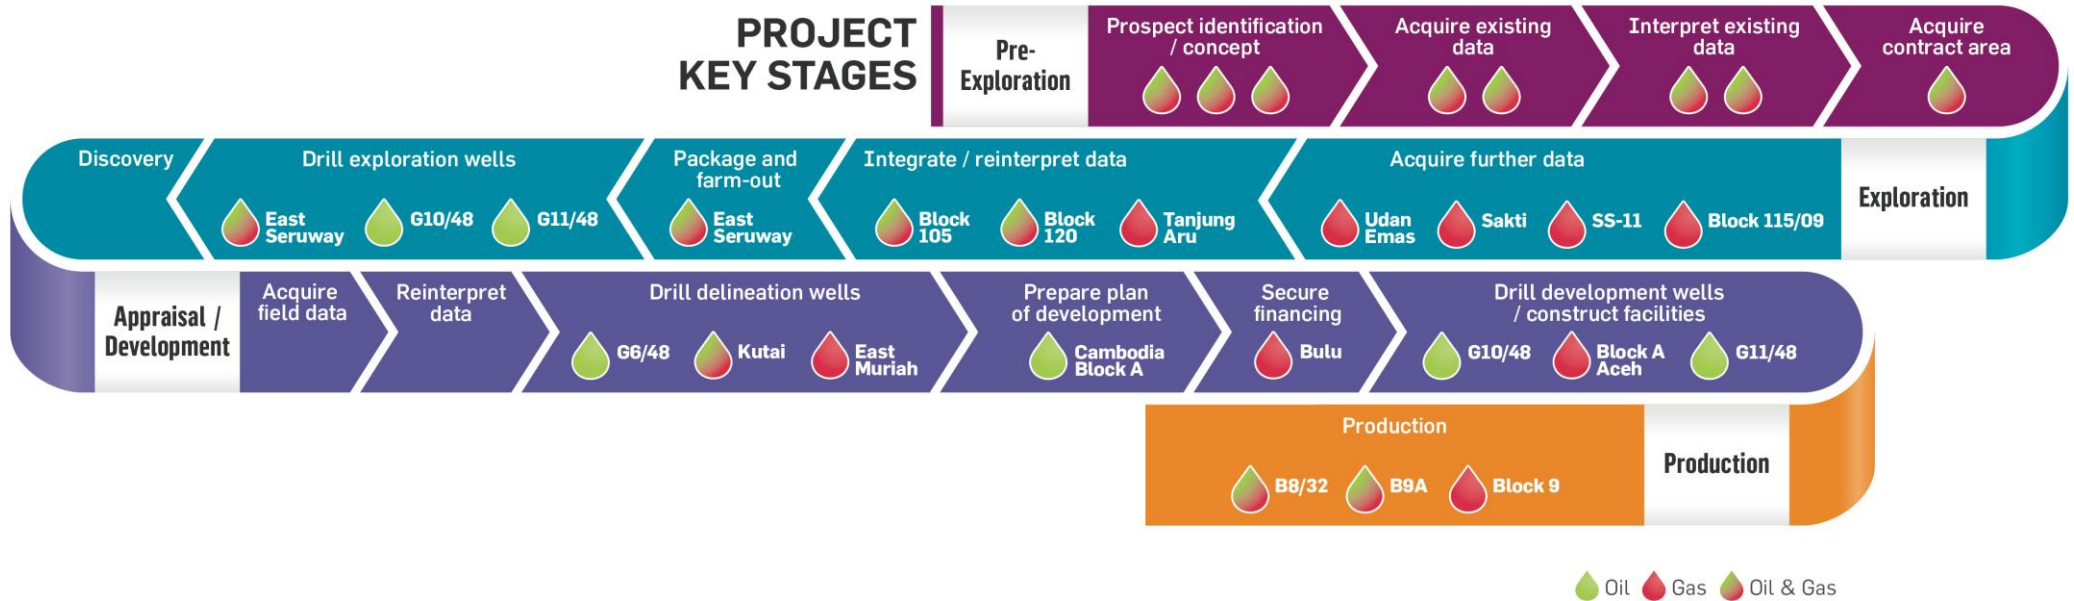 PROJECT
KEY STAGES
Pre-
Exploration
Prospect identification
/ concept
Acquire existing
data
Interpret existing
data
Acquire
contract area
Discovery
Drill exploration wells
East
Seruway
G10/48
G11/48
Package and
farm-out
East
Seruway
Integrate / reinterpret data
Block
105
Block
120
Tanjung
Aru
Acquire further data
Udan
Emas
Sakti
SS-11
Block 115/09
Exploration
Appraisal /
Development
Acquire
field data
Reinterpret
data
Drill delineation wells
G6/48
Kutai
East
Muriah
Prepare plan
of development
Cambodia
Block A
Secure
financing
Bulu
Drill development wells
/ construct facilities
G10/48
Block A
Aceh
G11/48
Production
B8/32
B9A
Block 9
Production
Oil
Gas
Oil & Gas